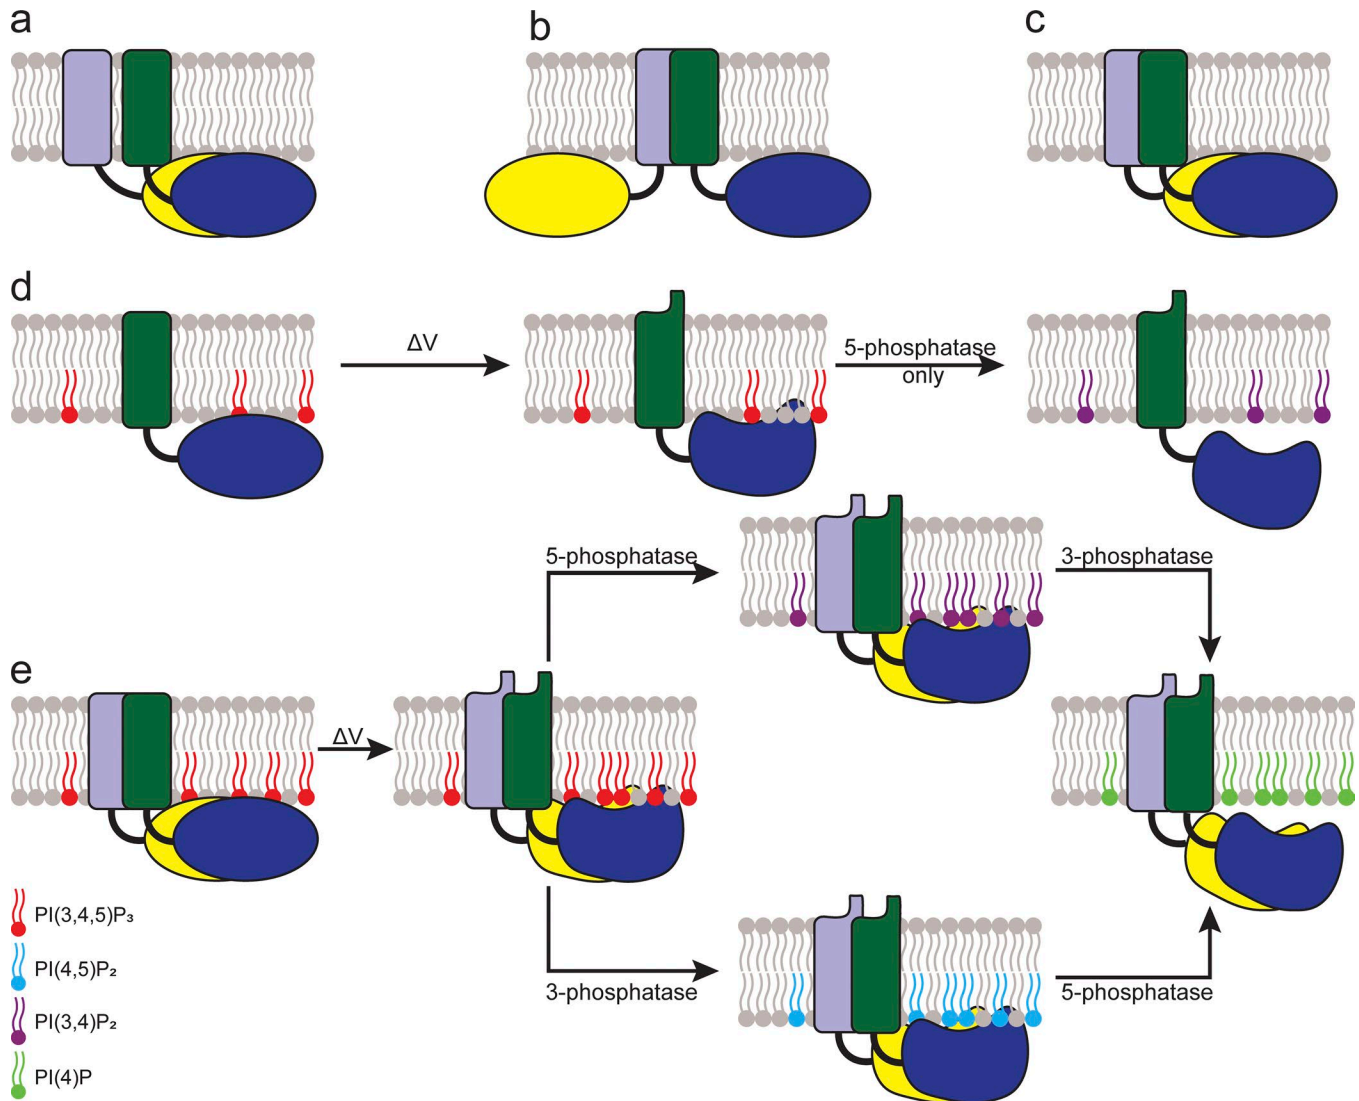 a
b
c
d
ΔV
5-phosphatase
only
5-phosphatase
3-phosphatase
e
ΔV
PI(3,4,5)P₃
PI(4,5)P₂
3-phosphatase
5-phosphatase
PI(3,4)P₂
PI(4)P